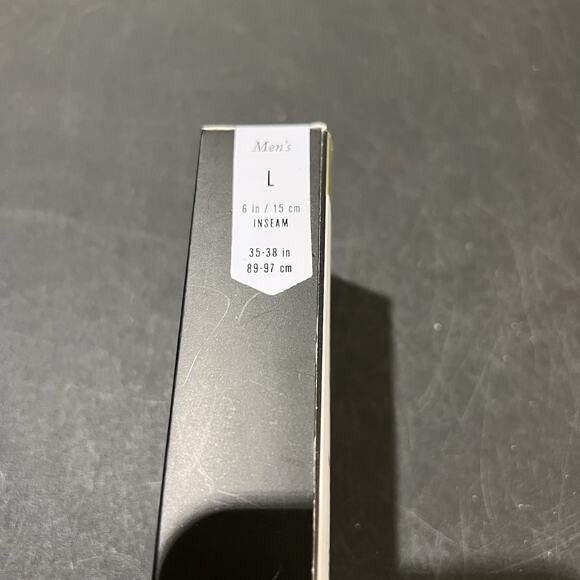 Men's
L
6 in / 15 cm
INSEAM
35-38 in
89-97 cm